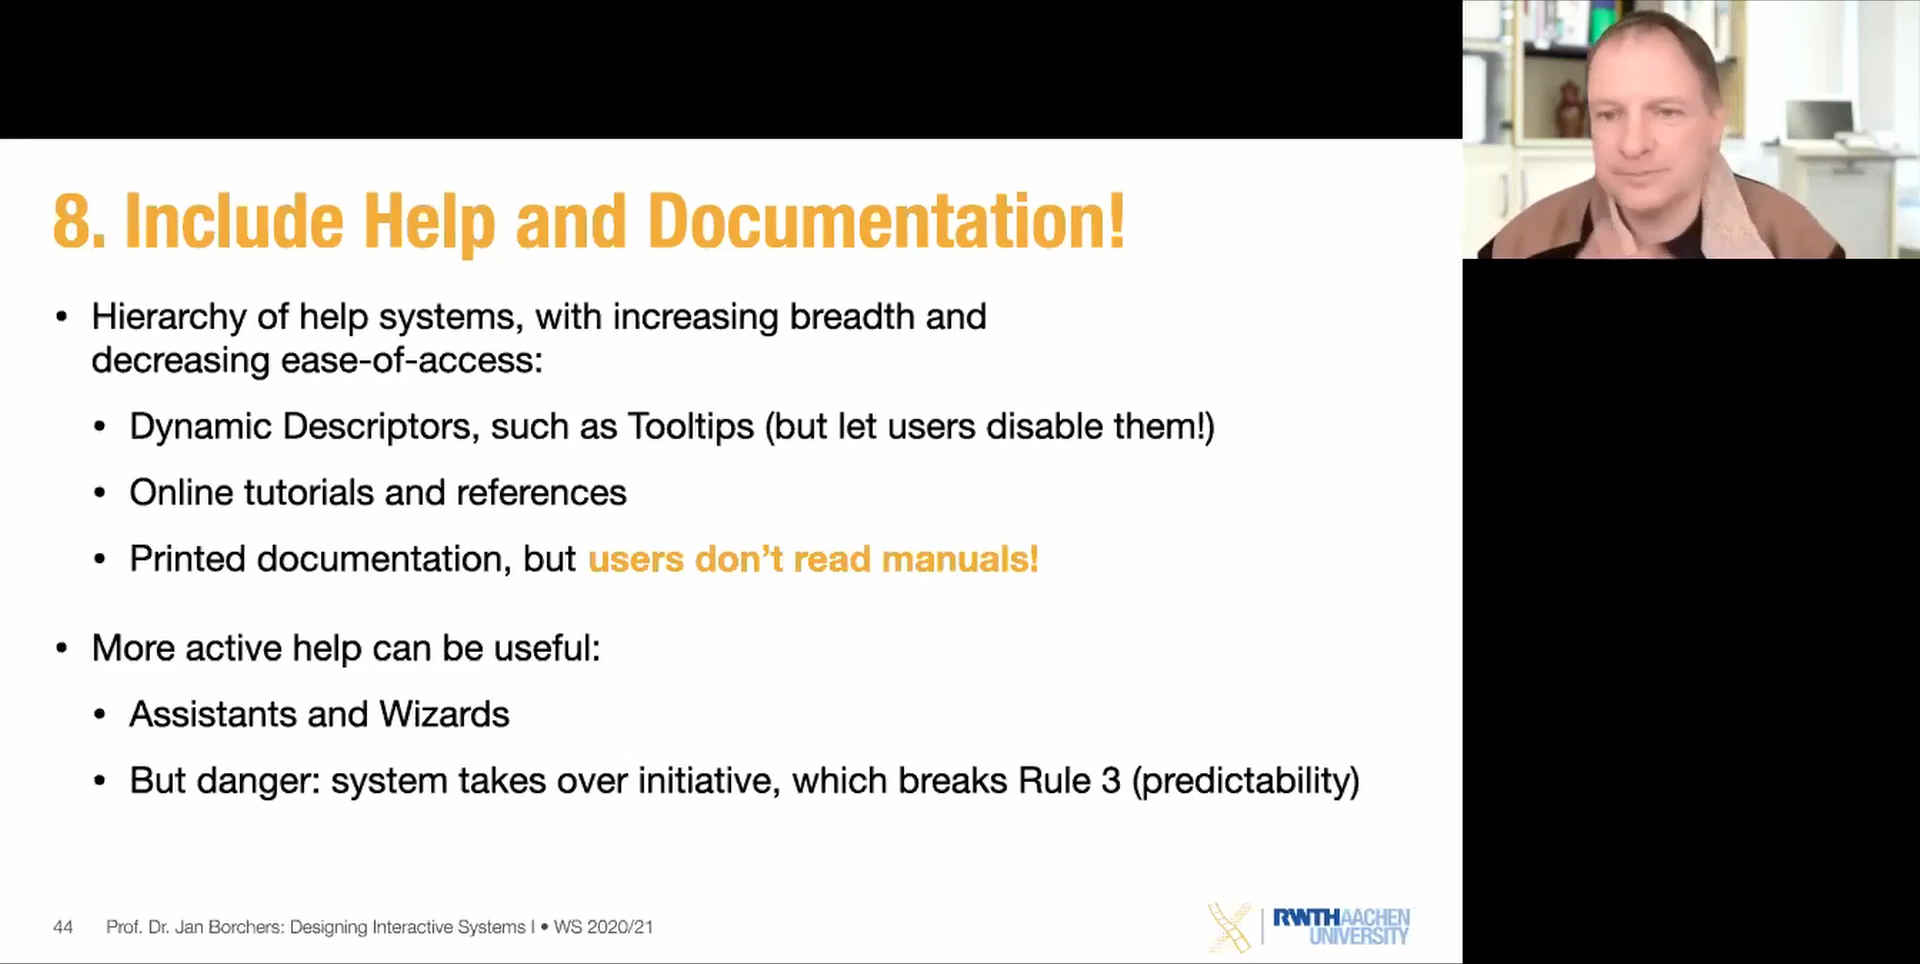 8. Include Help and Documentation!
• Hierarchy of help systems, with increasing breadth and
decreasing ease-of-access:
• Dynamic Descriptors, such as Tooltips (but let users disable them!)
• Online tutorials and references
• Printed documentation, but users don’t read manuals!
• More active help can be useful:
• Assistants and Wizards
• But danger: system takes over initiative, which breaks Rule 3 (predictability)
44 Prof. Dr. Jan Borchers: Designing Interactive Systems I • WS 2020/21
RWTHAACHEN
UNIVERSITY